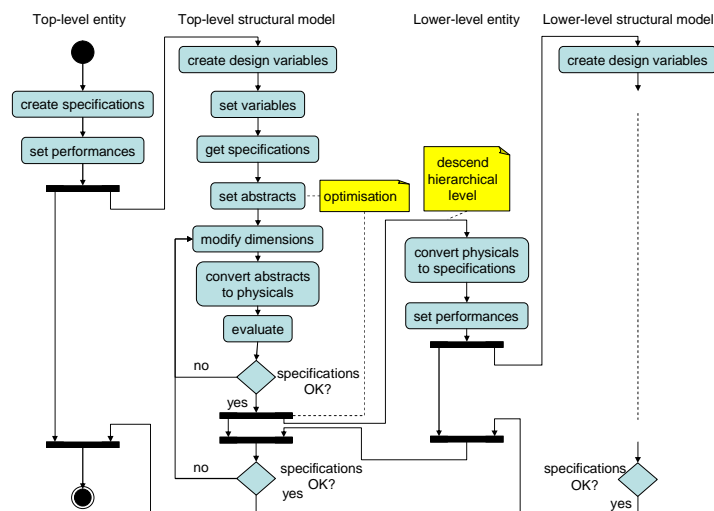 Top-level entity
Top-level structural model
Lower-level entity
Lower-level structural model
create specifications
set performances
create design variables
set variables
get specifications
set abstracts
optimisation
modify dimensions
convert abstracts
to physicals
evaluate
no
specifications
OK?
yes
no
specifications
OK?
yes
descend
hierarchical
level
convert physicals
to specifications
set performances
create design variables
specifications
OK?
yes